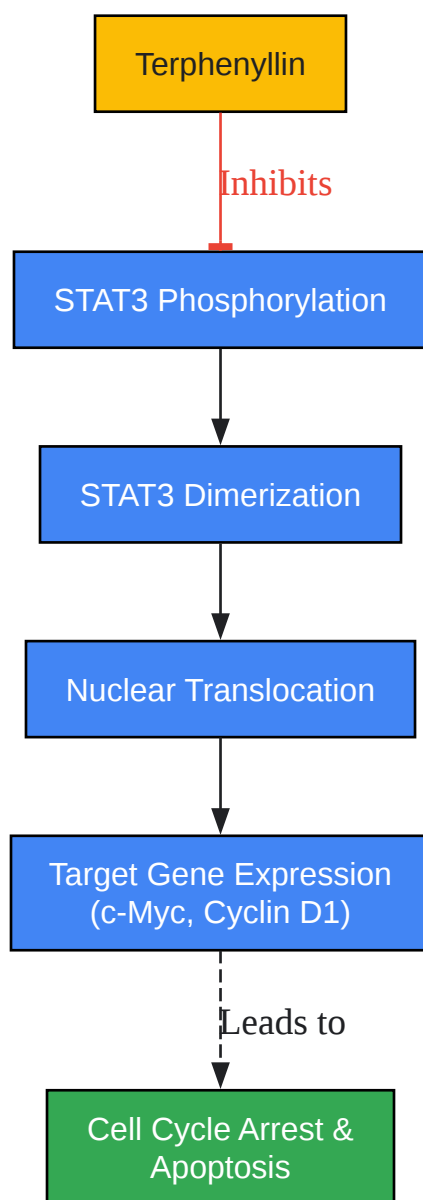 Terphenyllin
Inhibits
STAT3 Phosphorylation
STAT3 Dimerization
Nuclear Translocation
Target Gene Expression
(c-Myc, Cyclin D1)
Leads to
Cell Cycle Arrest &
Apoptosis